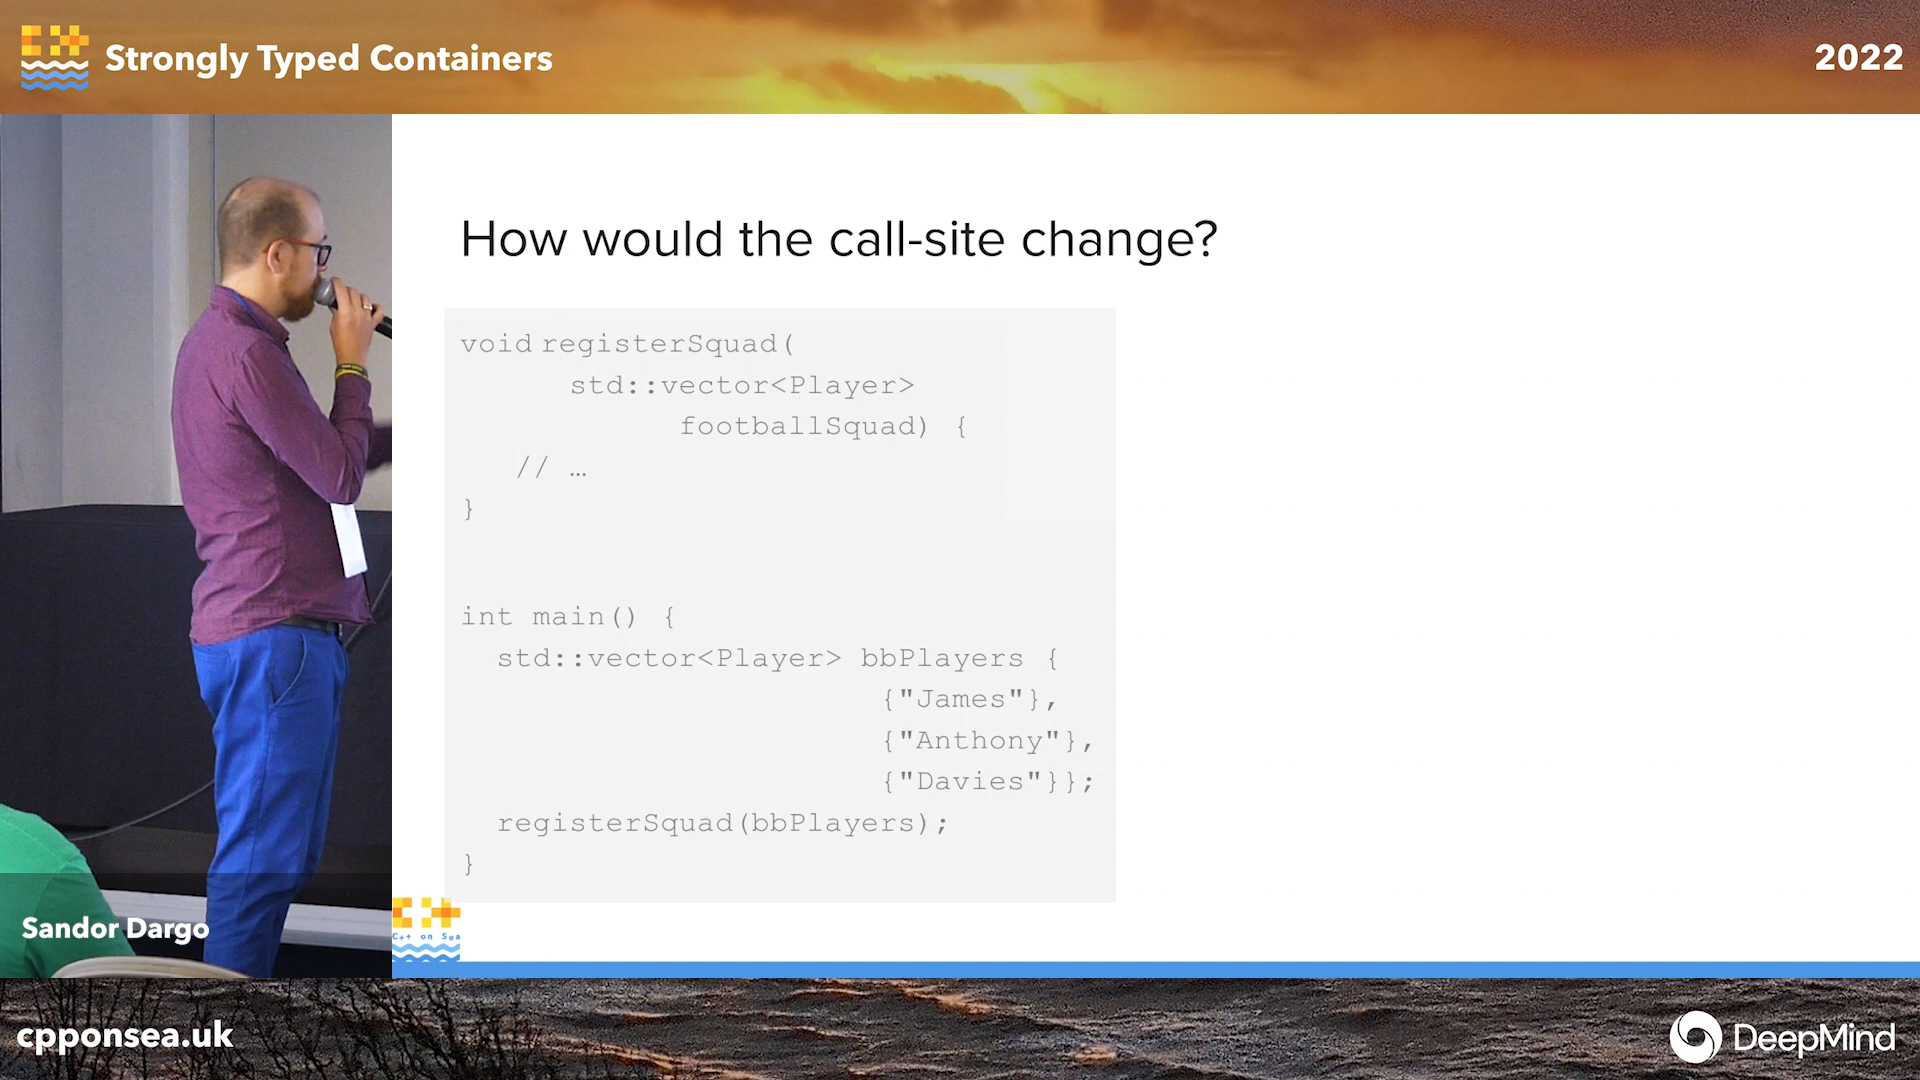 Strongly Typed Containers
2022
How would the call-site change?
void registerSquad(
std::vector<Player>
footballSquad) {
// …
}
int main() {
std::vector<Player> bbPlayers {
{"James"},
{"Anthony"},
{"Davies"}};
registerSquad(bbPlayers);
}
Sandor Dargo
C++ on Sea
cpponsea.uk
DeepMind